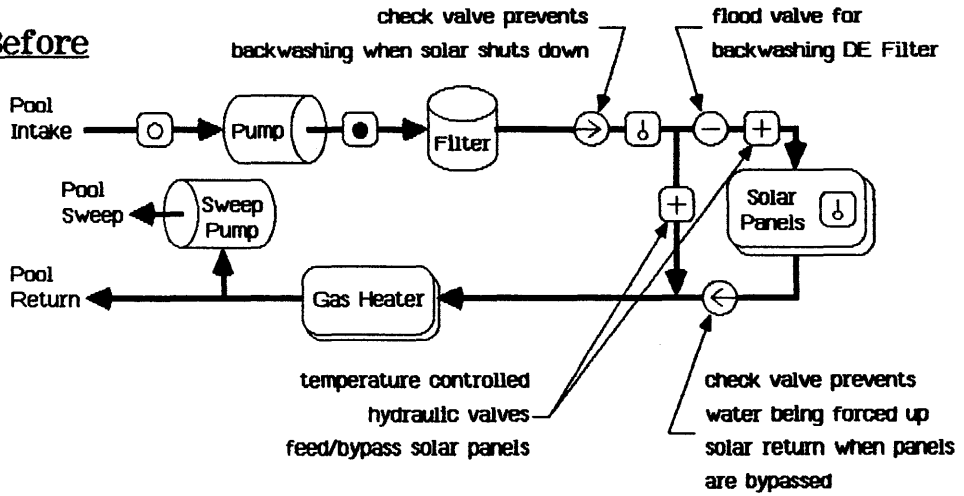 Before
check valve prevents
backwashing when solar shuts down
flood valve for
backwashing DE Filter
Pool
Intake
Pump
Filter
Pool
Sweep
Sweep
Pump
Solar
Panels
Pool
Return
Gas Heater
temperature controlled
hydraulic valves
feed/bypass solar panels
check valve prevents
water being forced up
solar return when panels
are bypassed